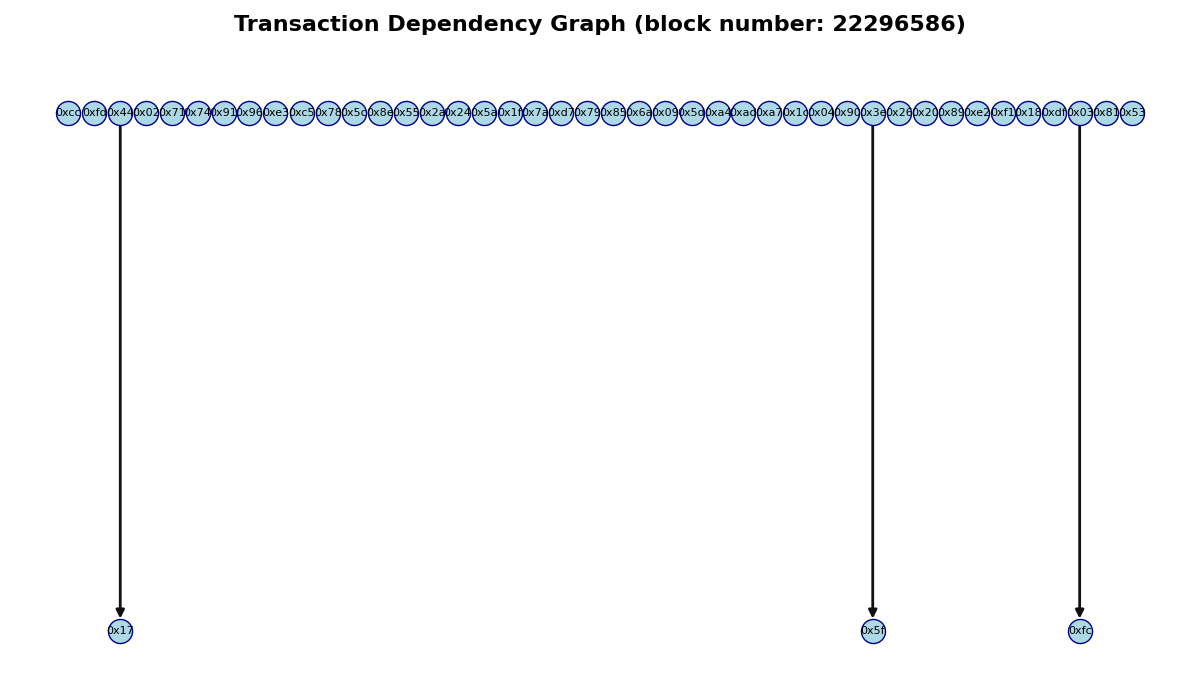 Transaction Dependency Graph (block number: 22296586)
0xcc 0xfd 0x44 0x02 0x71 0x74 0x91 0x96 0xe3 0xc5 0x78 0x5c 0x8e 0x55 0x2a 0x24 0x5a 0x1f 0x7a 0xd7 0x79 0x85 0x6a 0x09 0x5d 0xa4 0xad 0xa7 0x1c 0x04 0x90 0x3e 0x26 0x20 0x89 0xe2 0xf1 0x18 0xdf 0x03 0x81 0x53
0x17 0x5f 0xfc